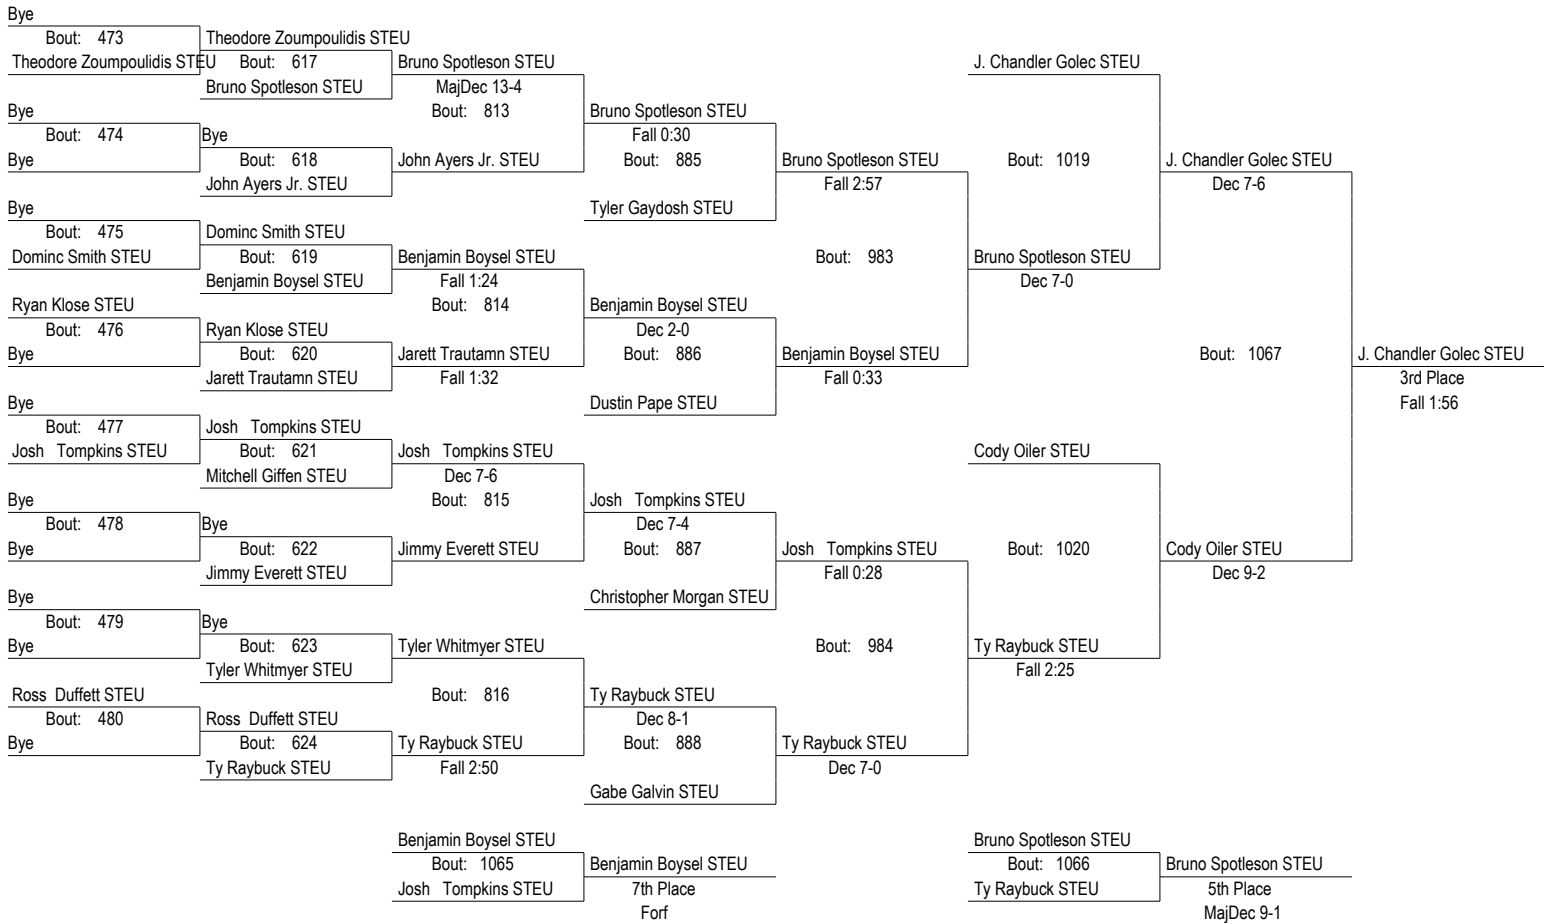 Bye
Bout: 473
Theodore Zoumpoulidis STEU
Bye
Bout: 474
Bye
Bye
Bout: 475
Dominc Smith STEU
Ryan Klose STEU
Bout: 476
Bye
Bye
Bout: 477
Josh Tompkins STEU
Bye
Bout: 478
Bye
Bye
Bout: 479
Bye
Ross Duffett STEU
Bout: 480
Bye
Theodore Zoumpoulidis STEU
Bout: 617
Bruno Spotleson STEU
Bye
Bout: 618
John Ayers Jr. STEU
Dominc Smith STEU
Bout: 619
Benjamin Boysel STEU
Ryan Klose STEU
Bout: 620
Jarett Trautamn STEU
Josh Tompkins STEU
Bout: 621
Mitchell Giffen STEU
Bye
Bout: 622
Jimmy Everett STEU
Bye
Bout: 623
Tyler Whitmyer STEU
Ross Duffett STEU
Bout: 624
Ty Raybuck STEU
Bruno Spotleson STEU
MajDec 13-4
Bout: 813
John Ayers Jr. STEU
Benjamin Boysel STEU
Fall 1:24
Bout: 814
Jarett Trautamn STEU
Fall 1:32
Josh Tompkins STEU
Dec 7-6
Bout: 815
Jimmy Everett STEU
Tyler Whitmyer STEU
Bout: 816
Ty Raybuck STEU
Fall 2:50
Bruno Spotleson STEU
Fall 0:30
Bout: 885
Tyler Gaydosh STEU
Benjamin Boysel STEU
Dec 2-0
Bout: 886
Dustin Pape STEU
Josh Tompkins STEU
Dec 7-4
Bout: 887
Christopher Morgan STEU
Ty Raybuck STEU
Dec 8-1
Bout: 888
Gabe Galvin STEU
Bruno Spotleson STEU
Fall 2:57
Bout: 983
Benjamin Boysel STEU
Fall 0:33
Josh Tompkins STEU
Fall 0:28
Bout: 984
Ty Raybuck STEU
Dec 7-0
J. Chandler Golec STEU
Bout: 1019
Bruno Spotleson STEU
Dec 7-0
Cody Oiler STEU
Bout: 1020
Ty Raybuck STEU
Fall 2:25
J. Chandler Golec STEU
Dec 7-6
Bout: 1067
Cody Oiler STEU
Dec 9-2
J. Chandler Golec STEU
3rd Place
Fall 1:56
Benjamin Boysel STEU
Bout: 1065
Josh Tompkins STEU
Benjamin Boysel STEU
7th Place
Forf
Bruno Spotleson STEU
Bout: 1066
Ty Raybuck STEU
Bruno Spotleson STEU
5th Place
MajDec 9-1